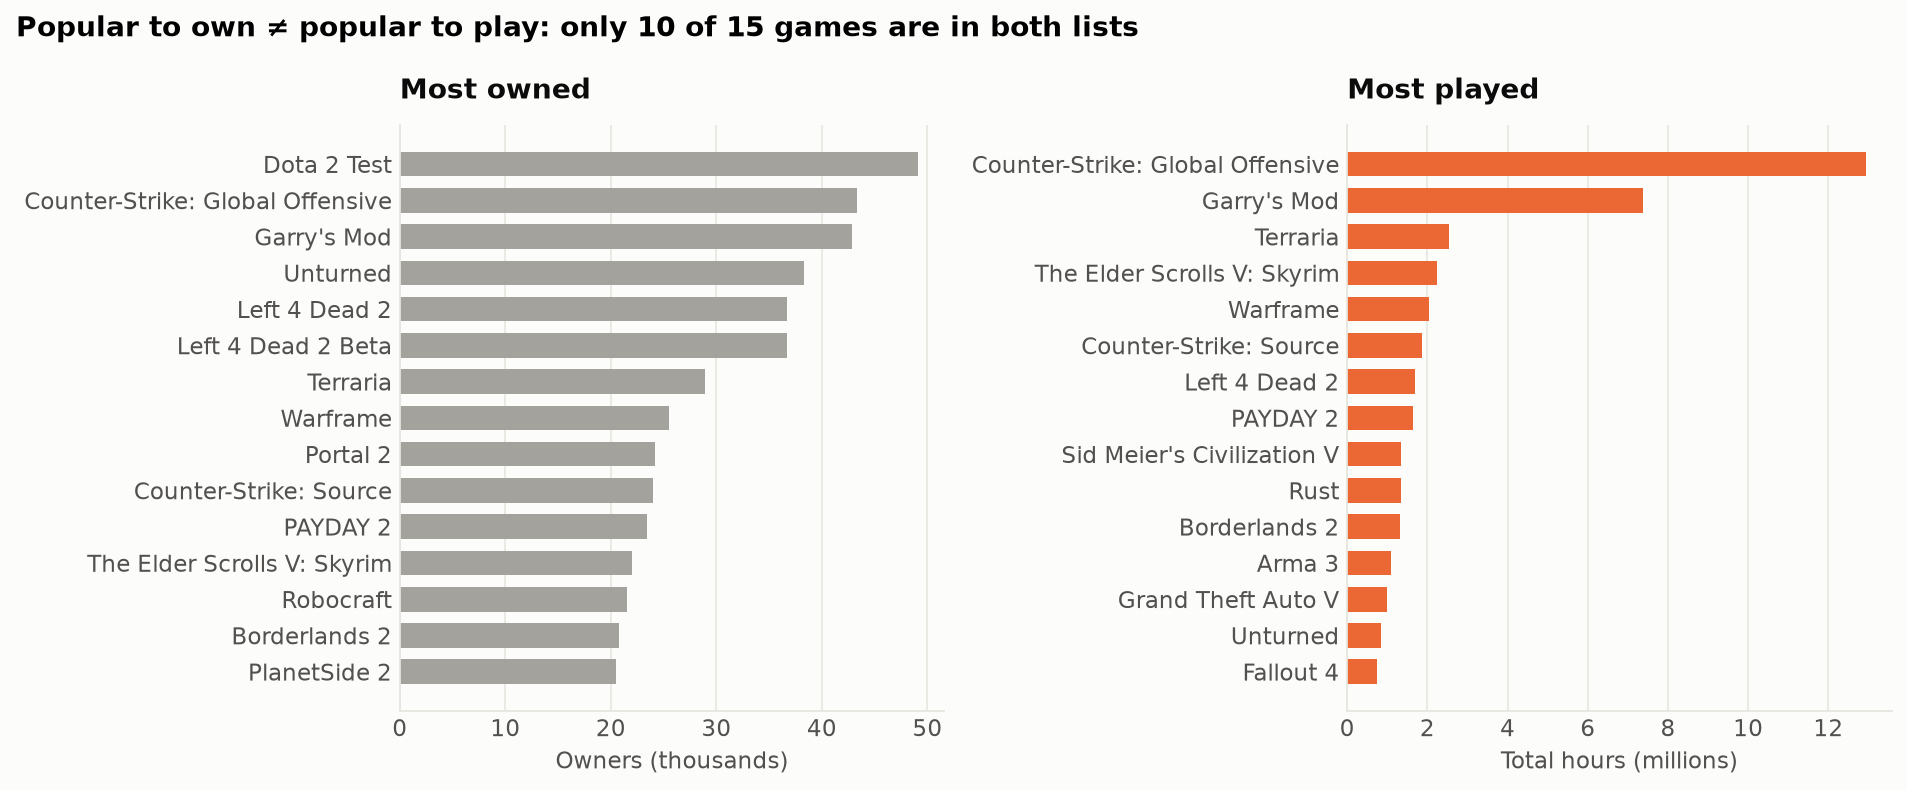 Popular to own ≠ popular to play: only 10 of 15 games are in both lists
Most owned
Dota 2 Test
Counter-Strike: Global Offensive
Garry's Mod
Unturned
Left 4 Dead 2
Left 4 Dead 2 Beta
Terraria
Warframe
Portal 2
Counter-Strike: Source
PAYDAY 2
The Elder Scrolls V: Skyrim
Robocraft
Borderlands 2
PlanetSide 2
0 10 20 30 40 50
Owners (thousands)
Most played
Counter-Strike: Global Offensive
Garry's Mod
Terraria
The Elder Scrolls V: Skyrim
Warframe
Counter-Strike: Source
Left 4 Dead 2
PAYDAY 2
Sid Meier's Civilization V
Rust
Borderlands 2
Arma 3
Grand Theft Auto V
Unturned
Fallout 4
0 2 4 6 8 10 12
Total hours (millions)